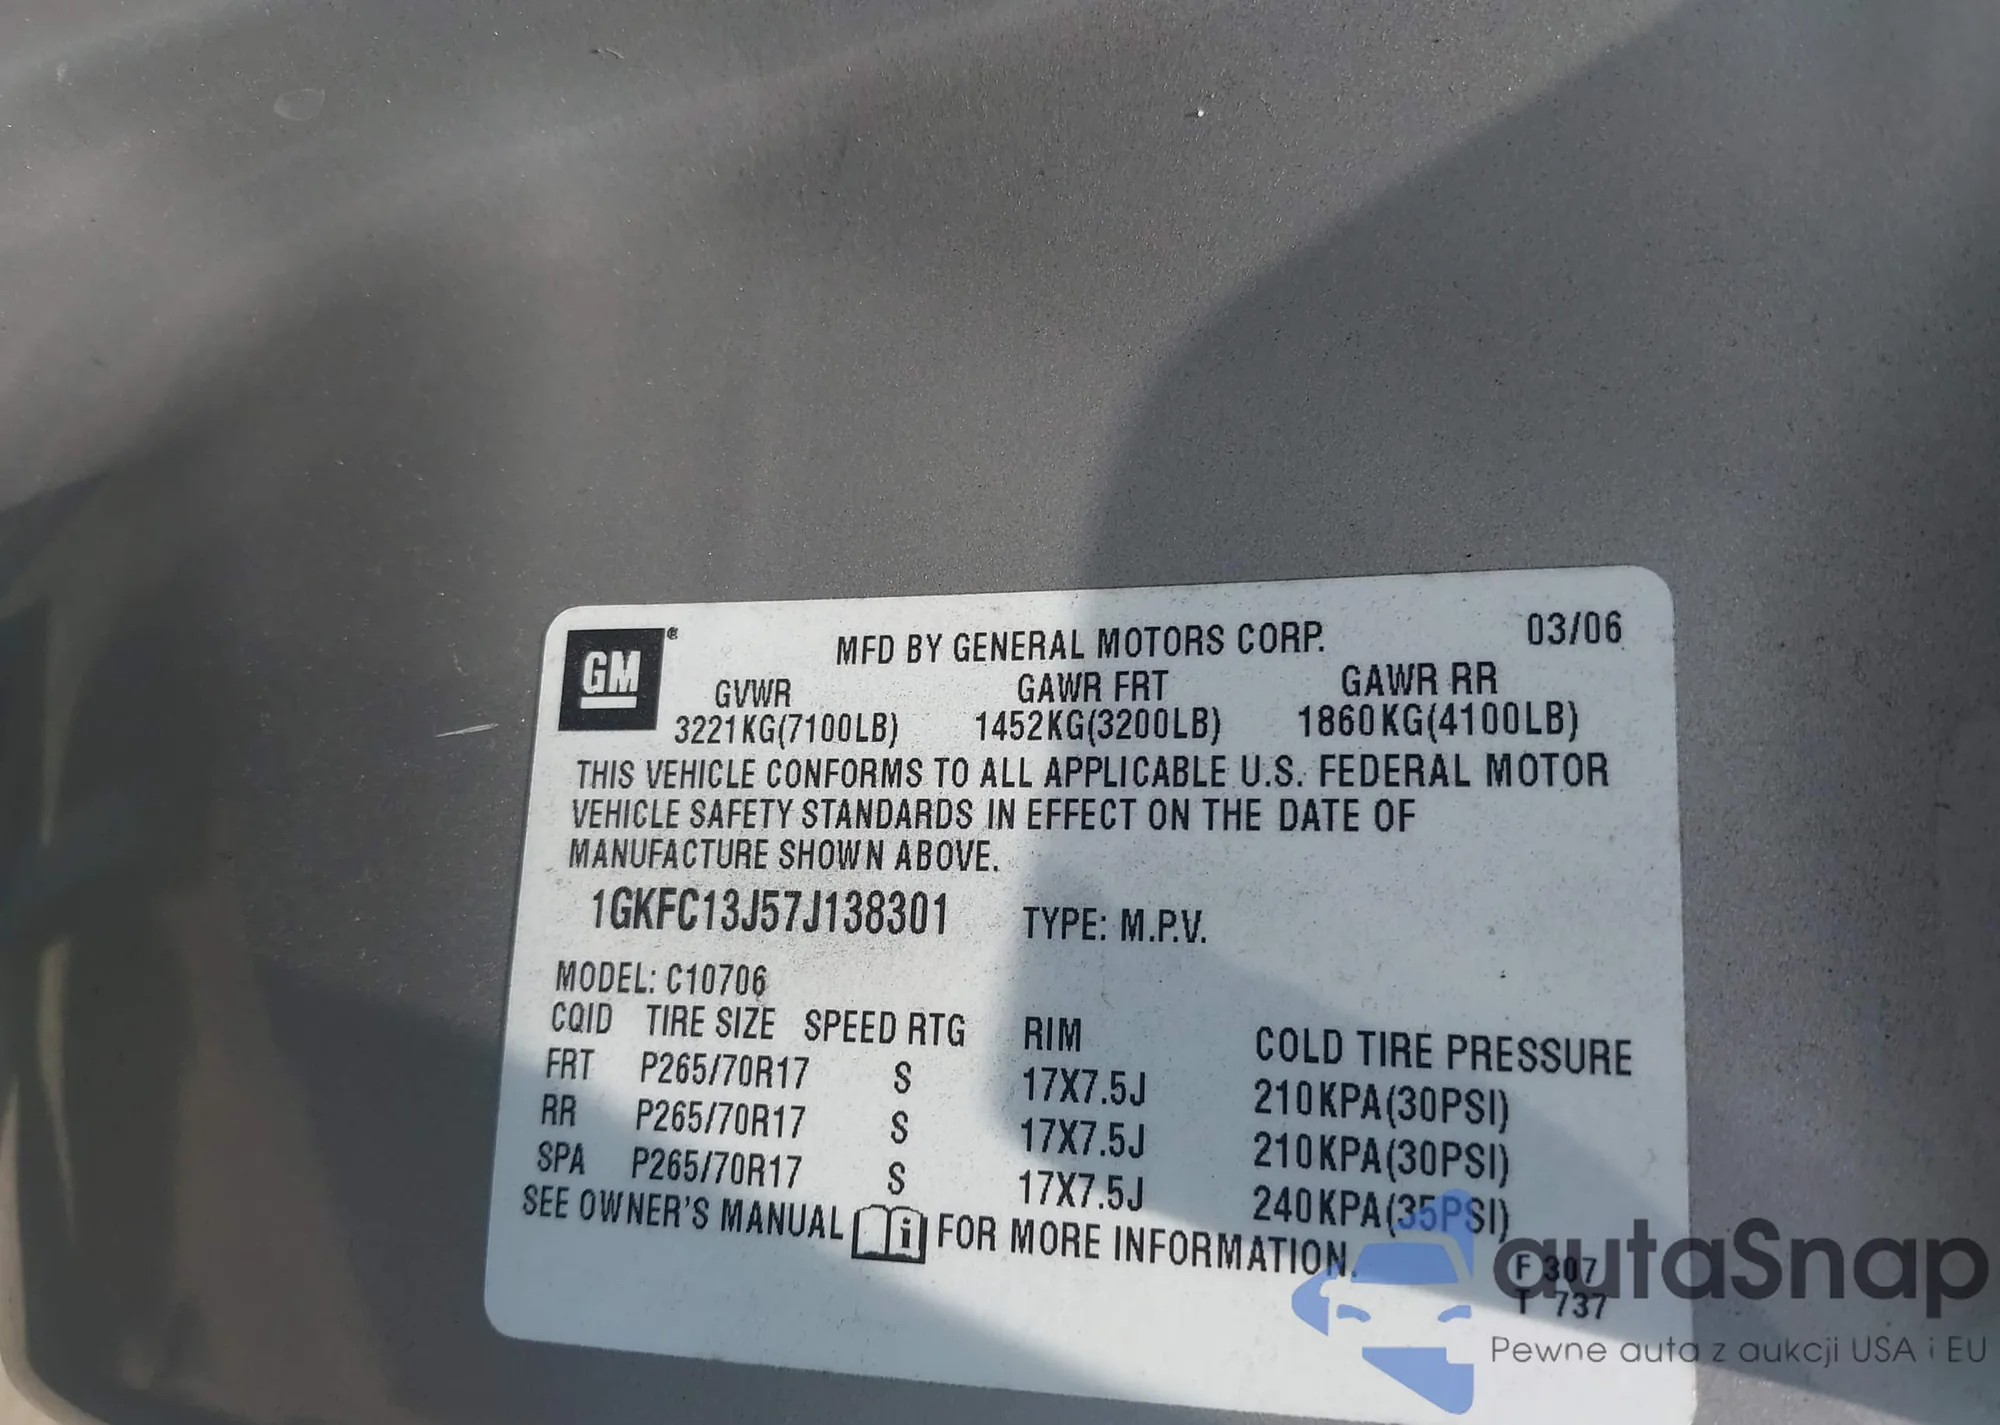 GM®
MFD BY GENERAL MOTORS CORP. 03/06
GVWR GAWR FRT GAWR RR
3221KG(7100LB) 1452KG(3200LB) 1860KG(4100LB)
THIS VEHICLE CONFORMS TO ALL APPLICABLE U.S. FEDERAL MOTOR
VEHICLE SAFETY STANDARDS IN EFFECT ON THE DATE OF
MANUFACTURE SHOWN ABOVE.
1GKFC13J57J138301 TYPE: M.P.V.
MODEL: C10706
CQID TIRE SIZE SPEED RTG RIM COLD TIRE PRESSURE
FRT P265/70R17 S 17X7.5J 210KPA(30PSI)
RR P265/70R17 S 17X7.5J 210KPA(30PSI)
SPA P265/70R17 S 17X7.5J 240KPA(35PSI)
SEE OWNER'S MANUAL i FOR MORE INFORMATION.
F 307
T 737
autaSnap
Pewne auta z aukcji USA i EU